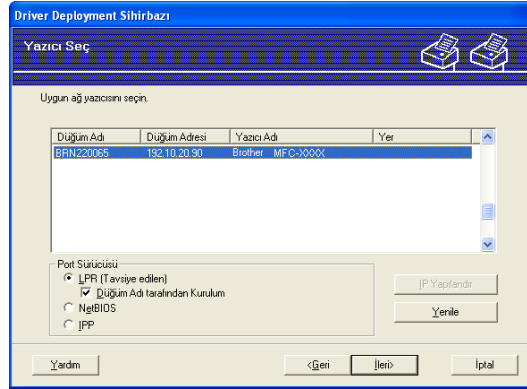 Driver Deployment Sihirbazı
Yazıcı Seç
Uygun ağ yazıcısını seçin.
Düğüm Adı Düğüm Adresi Yazıcı Adı Yer
BRN220065 192.10.20.90 Brother MFC-XXXX
Port Sürücüsü
LPR (Tavsiye edilen)
Düğüm Adı tarafından Kurulum
NetBIOS
IPP
IP Yapılandır
Yenile
Yardım <Geri İleri> İptal